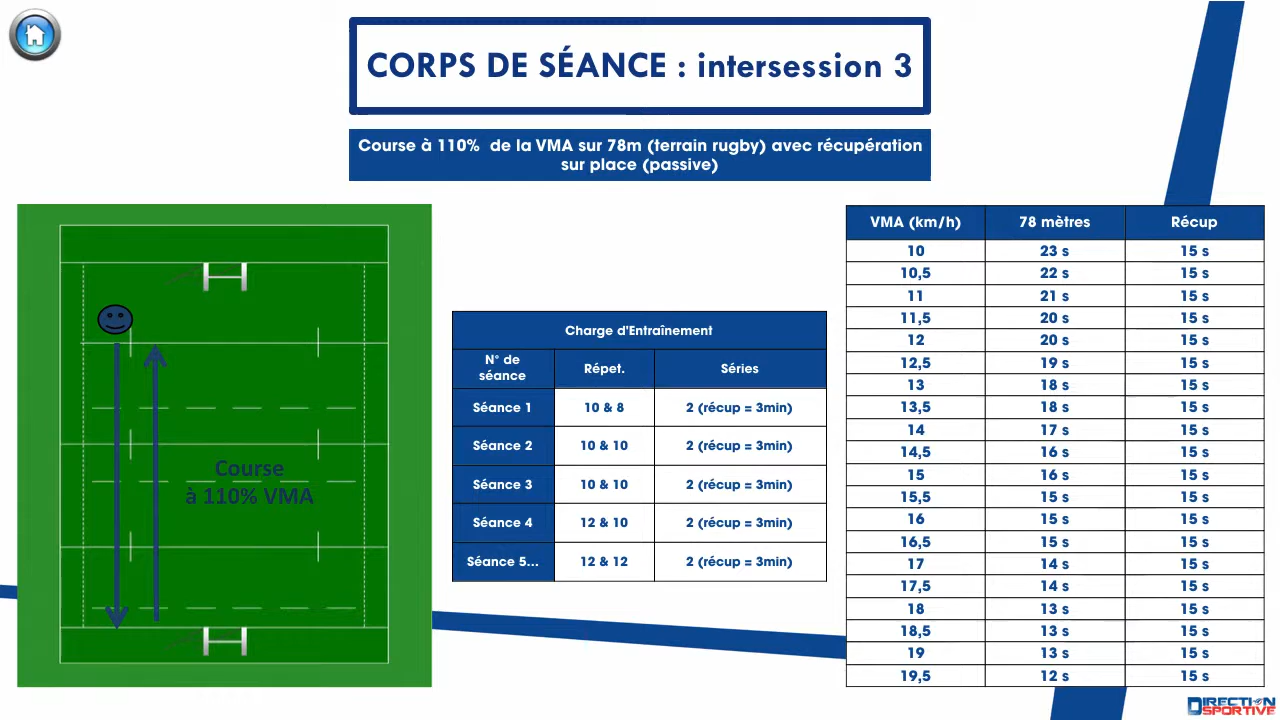 CORPS DE SÉANCE : intersession 3
Course à 110%  de la VMA sur 78m (terrain rugby) avec récupération
sur place (passive)
Course
à 110% VMA
Charge d'Entraînement
N° de séance Répet. Séries
Séance 1 10 & 8 2 (récup = 3min)
Séance 2 10 & 10 2 (récup = 3min)
Séance 3 10 & 10 2 (récup = 3min)
Séance 4 12 & 10 2 (récup = 3min)
Séance 5... 12 & 12 2 (récup = 3min)
VMA (km/h) 78 mètres Récup
10 23 s 15 s
10,5 22 s 15 s
11 21 s 15 s
11,5 20 s 15 s
12 20 s 15 s
12,5 19 s 15 s
13 18 s 15 s
13,5 18 s 15 s
14 17 s 15 s
14,5 16 s 15 s
15 16 s 15 s
15,5 15 s 15 s
16 15 s 15 s
16,5 15 s 15 s
17 14 s 15 s
17,5 14 s 15 s
18 13 s 15 s
18,5 13 s 15 s
19 13 s 15 s
19,5 12 s 15 s
DIRECTION
SPORTIVE